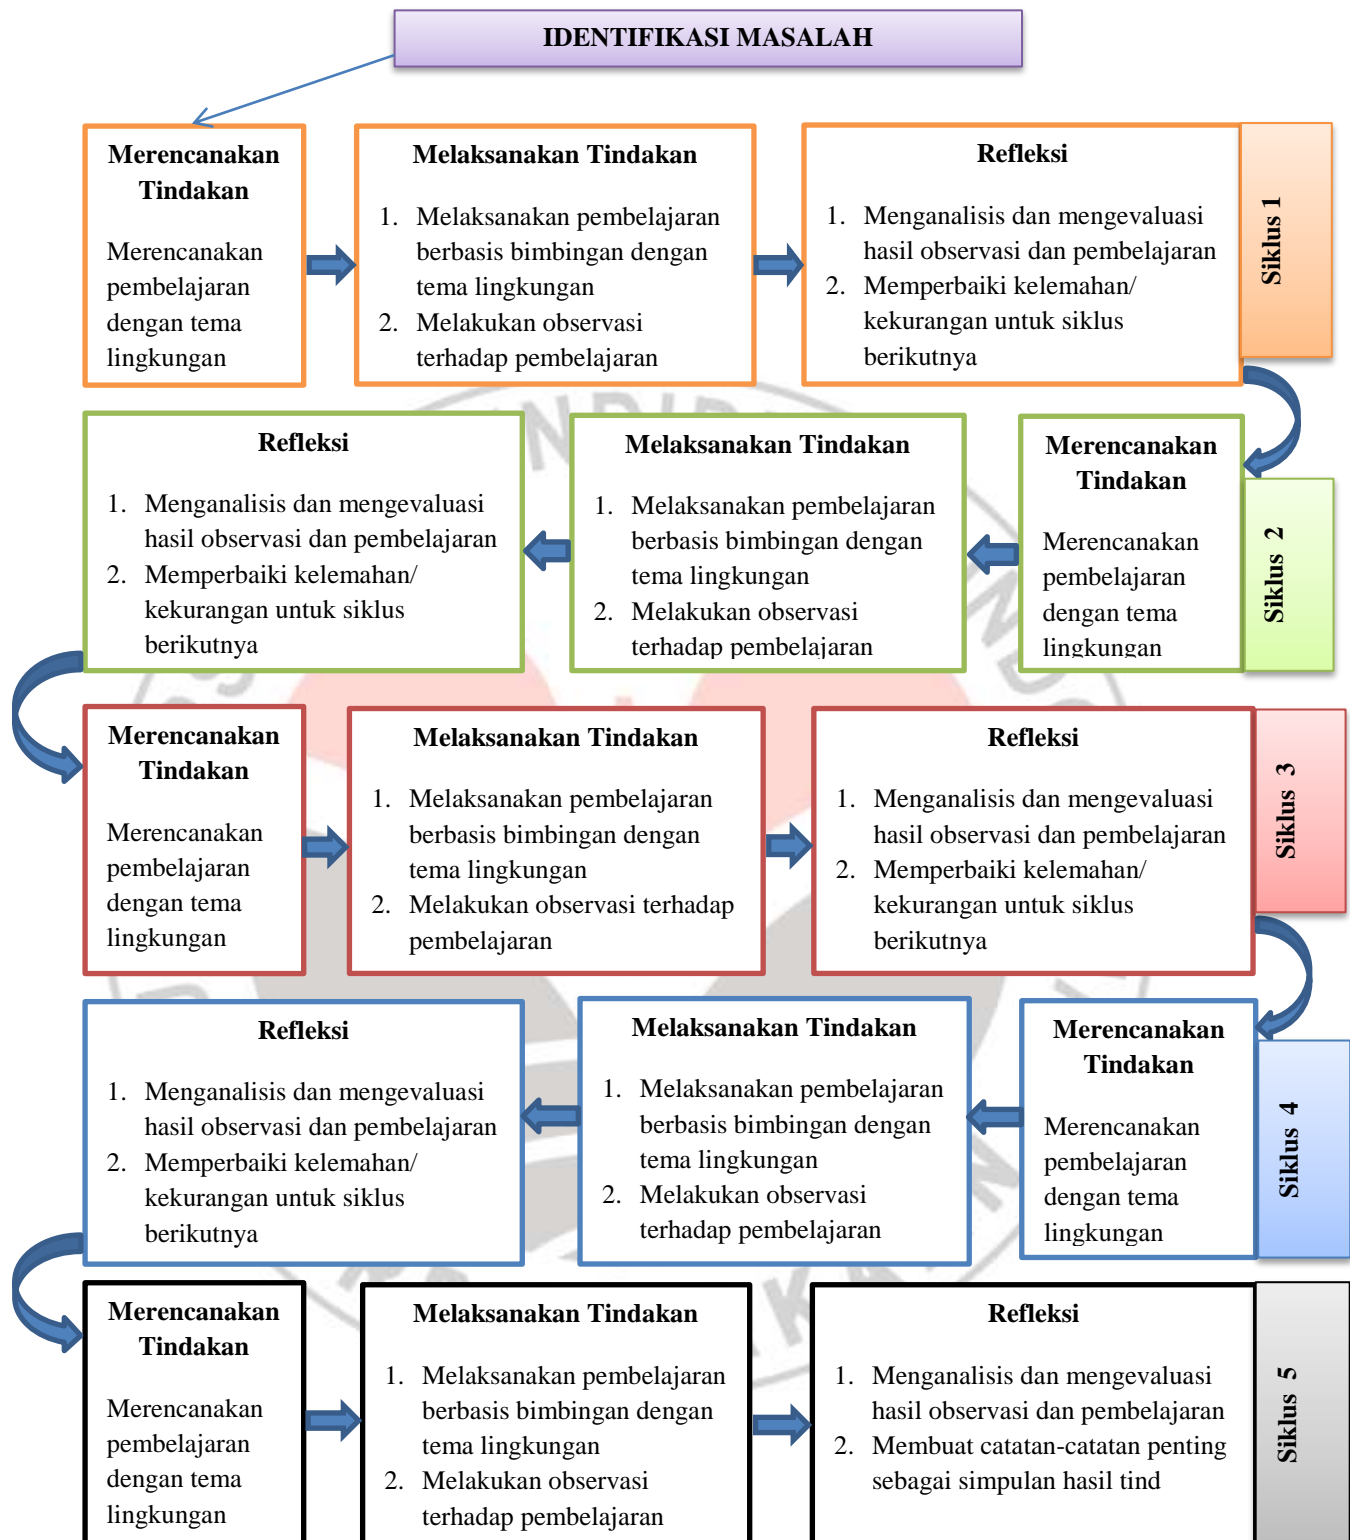 IDENTIFIKASI MASALAH
Merencanakan
Tindakan
Merencanakan
pembelajaran
dengan tema
lingkungan
Melaksanakan Tindakan
1. Melaksanakan pembelajaran
berbasis bimbingan dengan
tema lingkungan
2. Melakukan observasi
terhadap pembelajaran
Refleksi
1. Menganalisis dan mengevaluasi
hasil observasi dan pembelajaran
2. Memperbaiki kelemahan/
kekurangan untuk siklus
berikutnya
Siklus 1
Merencanakan
Tindakan
Merencanakan
pembelajaran
dengan tema
lingkungan
Melaksanakan Tindakan
1. Melaksanakan pembelajaran
berbasis bimbingan dengan
tema lingkungan
2. Melakukan observasi
terhadap pembelajaran
Refleksi
1. Menganalisis dan mengevaluasi
hasil observasi dan pembelajaran
2. Memperbaiki kelemahan/
kekurangan untuk siklus
berikutnya
Siklus 2
Merencanakan
Tindakan
Merencanakan
pembelajaran
dengan tema
lingkungan
Melaksanakan Tindakan
1. Melaksanakan pembelajaran
berbasis bimbingan dengan
tema lingkungan
2. Melakukan observasi terhadap
pembelajaran
Refleksi
1. Menganalisis dan mengevaluasi
hasil observasi dan pembelajaran
2. Memperbaiki kelemahan/
kekurangan untuk siklus
berikutnya
Siklus 3
Merencanakan
Tindakan
Merencanakan
pembelajaran
dengan tema
lingkungan
Melaksanakan Tindakan
1. Melaksanakan pembelajaran
berbasis bimbingan dengan
tema lingkungan
2. Melakukan observasi
terhadap pembelajaran
Refleksi
1. Menganalisis dan mengevaluasi
hasil observasi dan pembelajaran
2. Memperbaiki kelemahan/
kekurangan untuk siklus
berikutnya
Siklus 4
Merencanakan
Tindakan
Merencanakan
pembelajaran
dengan tema
lingkungan
Melaksanakan Tindakan
1. Melaksanakan pembelajaran
berbasis bimbingan dengan
tema lingkungan
2. Melakukan observasi
terhadap pembelajaran
Refleksi
1. Menganalisis dan mengevaluasi
hasil observasi dan pembelajaran
2. Membuat catatan-catatan penting
sebagai simpulan hasil tind
Siklus 5